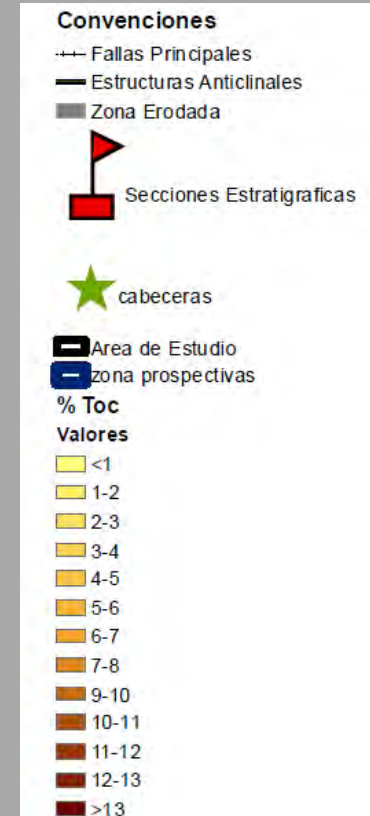 Convenciones
Fallas Principales
Estructuras Anticlinales
Zona Erodada
Secciones Estratigraficas
cabeceras
Area de Estudio
zona prospectivas
% Toc
Valores
<1
1-2
2-3
3-4
4-5
5-6
6-7
7-8
9-10
10-11
11-12
12-13
>13